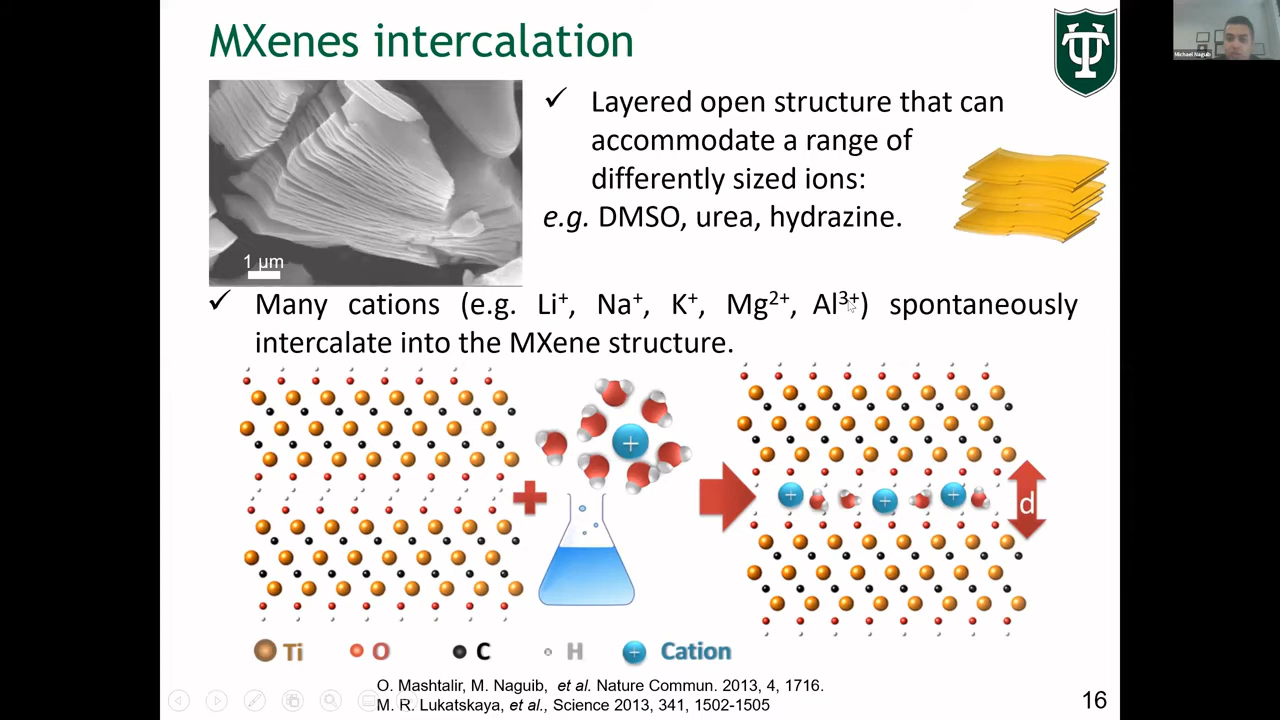 MXenes intercalation
Michael Naguib
✓ Layered open structure that can
accommodate a range of
differently sized ions:
e.g. DMSO, urea, hydrazine.
1 μm
✓ Many cations (e.g. Li⁺, Na⁺, K⁺, Mg²⁺, Al³⁺) spontaneously
intercalate into the MXene structure.
+
+
+ + +
d
Ti O C H + Cation
O. Mashtalir, M. Naguib, et al. Nature Commun. 2013, 4, 1716.
M. R. Lukatskaya, et al., Science 2013, 341, 1502-1505
16